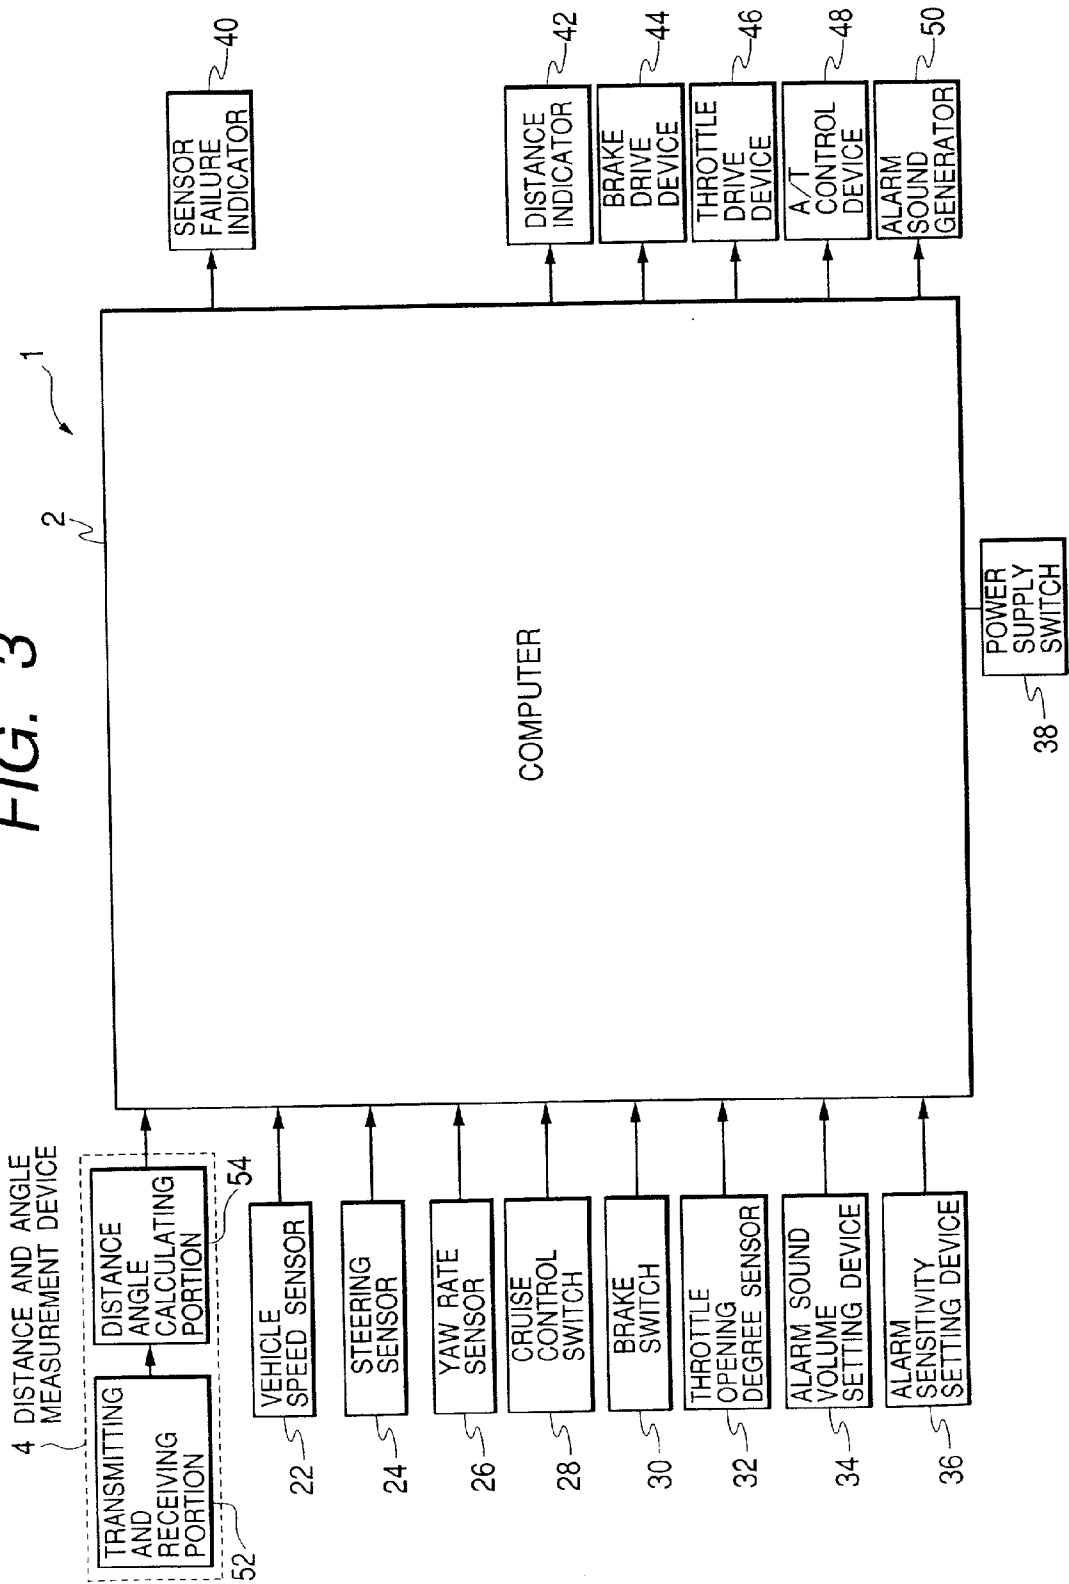 FIG. 3
1
2
4 DISTANCE AND ANGLE
MEASUREMENT DEVICE
TRANSMITTING
AND
RECEIVING
PORTION
52
DISTANCE
ANGLE
CALCULATING
PORTION
54
VEHICLE
SPEED SENSOR
22
STEERING
SENSOR
24
YAW RATE
SENSOR
26
CRUISE
CONTROL
SWITCH
28
BRAKE
SWITCH
30
THROTTLE
OPENING
DEGREE SENSOR
32
ALARM SOUND
VOLUME
SETTING DEVICE
34
ALARM
SENSITIVITY
SETTING DEVICE
36
COMPUTER
POWER
SUPPLY
SWITCH
38
SENSOR
FAILURE
INDICATOR
40
DISTANCE
INDICATOR
42
BRAKE
DRIVE
DEVICE
44
THROTTLE
DRIVE
DEVICE
46
A/T
CONTROL
DEVICE
48
ALARM
SOUND
GENERATOR
50